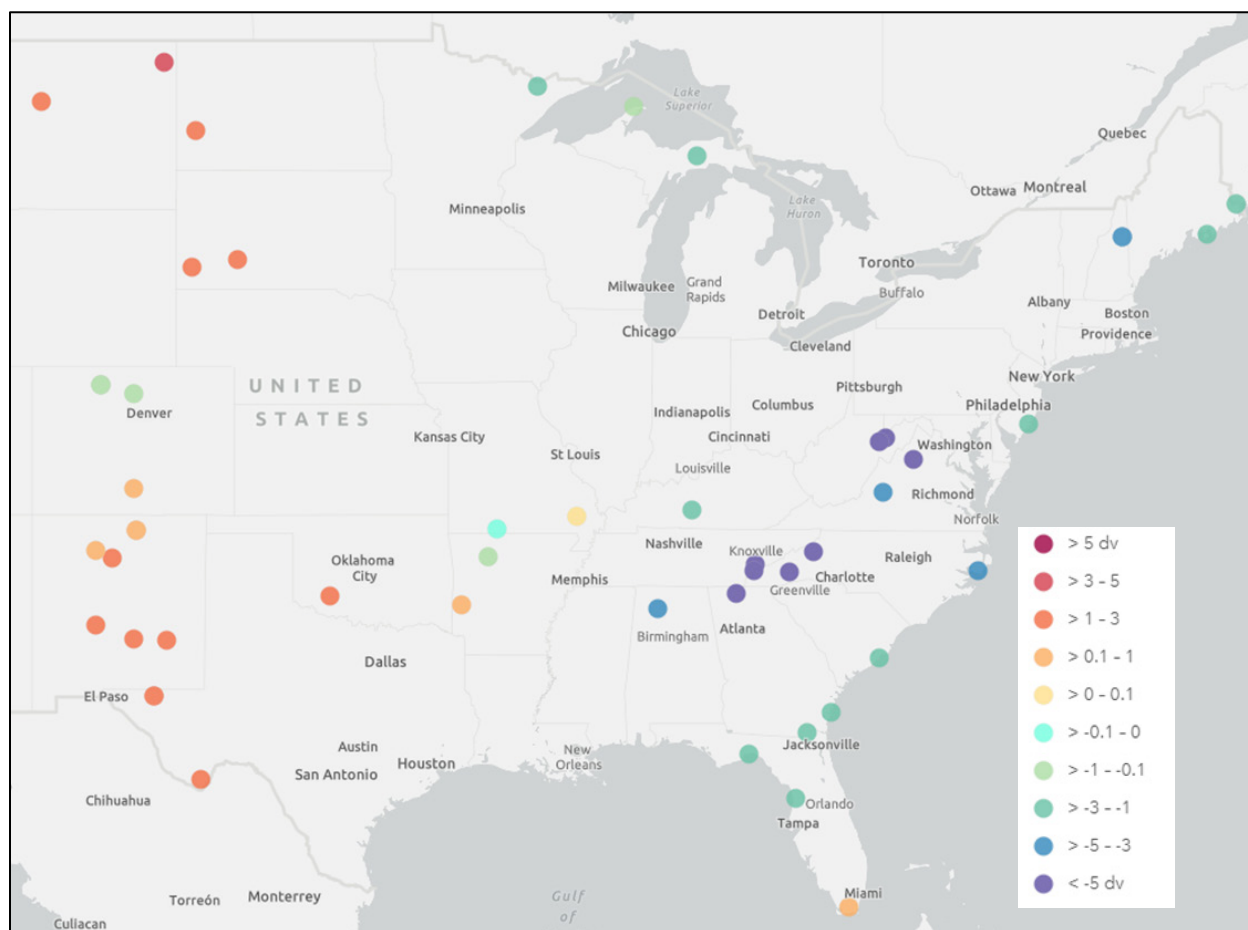 Lake
Superior
Quebec
Ottawa
Montreal
Minneapolis
Lake
Huron
Toronto
Milwaukee
Grand
Rapids
Buffalo
Albany
Detroit
Boston
Chicago
Providence
Cleveland
UNITED
STATES
New York
Pittsburgh
Denver
Columbus
Philadelphia
Indianapolis
Kansas City
Cincinnati
Washington
St Louis
Louisville
Richmond
Norfolk
Nashville
Knoxville
Raleigh
Oklahoma
City
Memphis
Charlotte
Greenville
Birmingham
Atlanta
Dallas
El Paso
Austin
New
Orleans
Jacksonville
Houston
San Antonio
Chihuahua
Orlando
Tampa
Miami
Torreón
Monterrey
Gulf
of
Culiacan
> 5 dv
> 3 - 5
> 1 - 3
> 0.1 - 1
> 0 - 0.1
> -0.1 - 0
> -1 - -0.1
> -3 - -1
> -5 - -3
< -5 dv